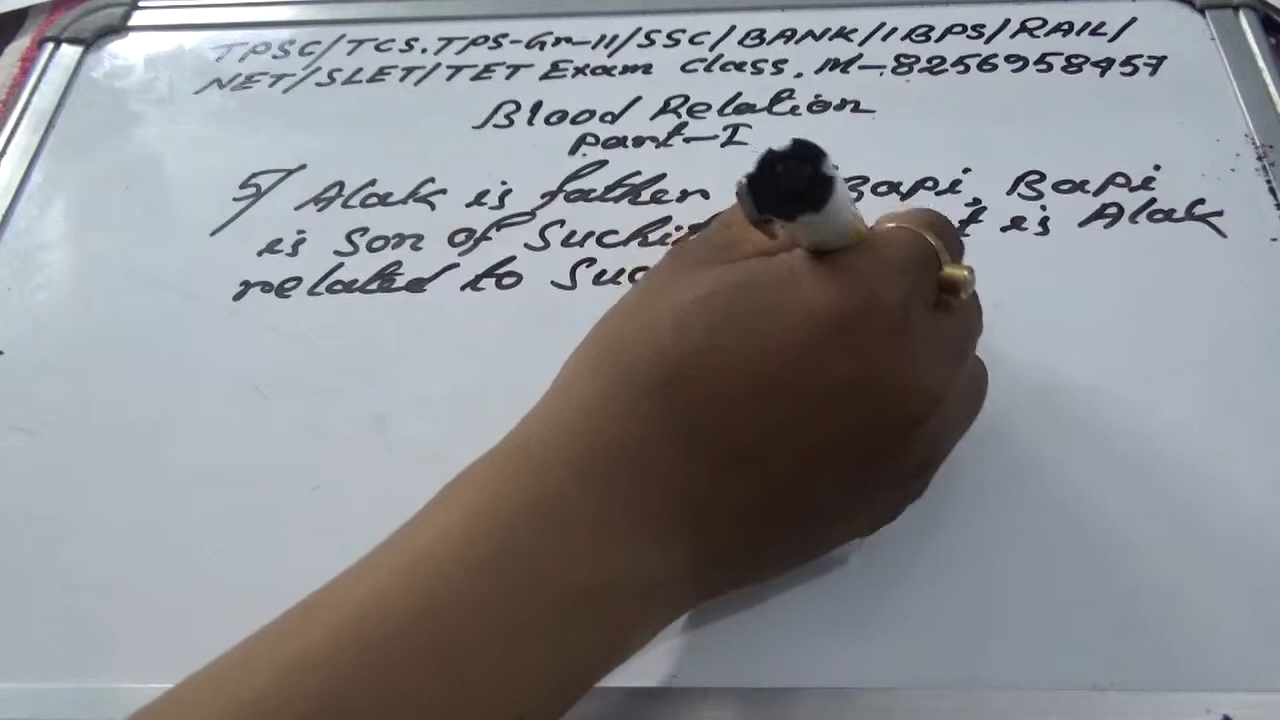 TPSC/TCS.TPS-Gr-II/SSC/BANK/IBPS/RAIL/
NET/SLET/TET Exam class. M-8256958457
Blood Relation
Part-I
5/ Alak is father Bapi, Bapi
is Son of is Alak
related to